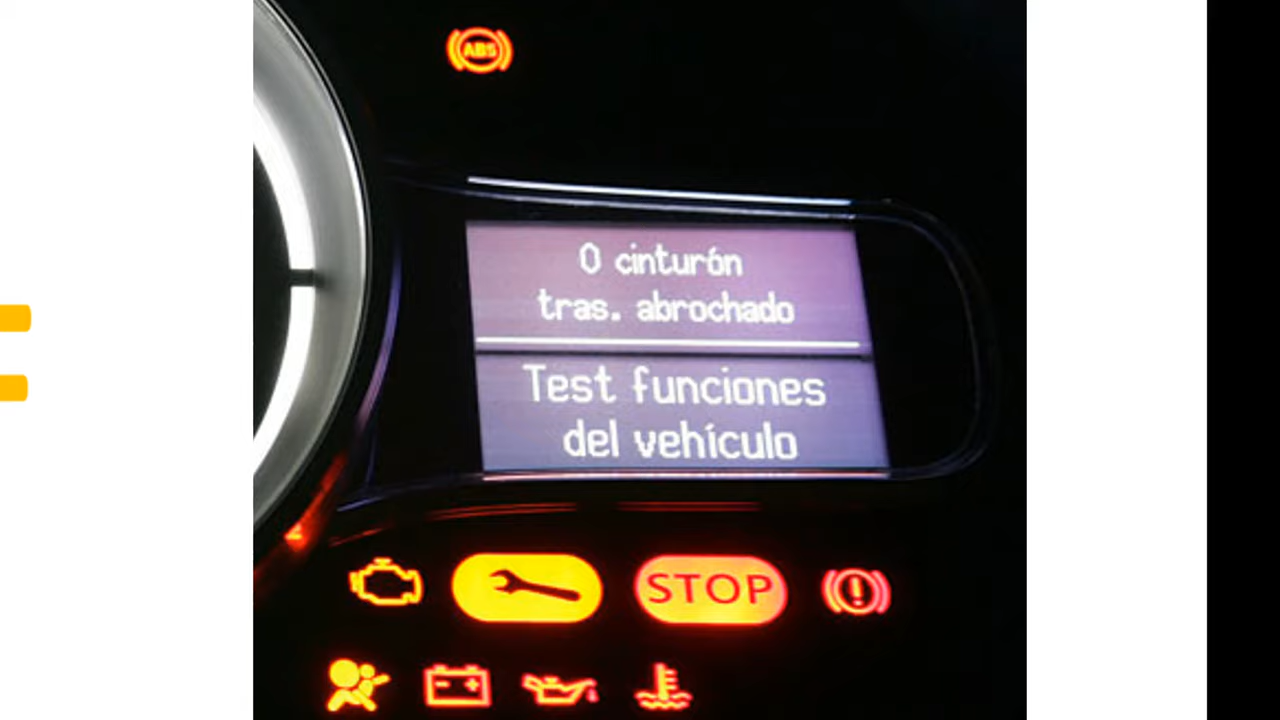 ABS
0 cinturón
tras. abrochado
Test funciones
del vehículo
STOP